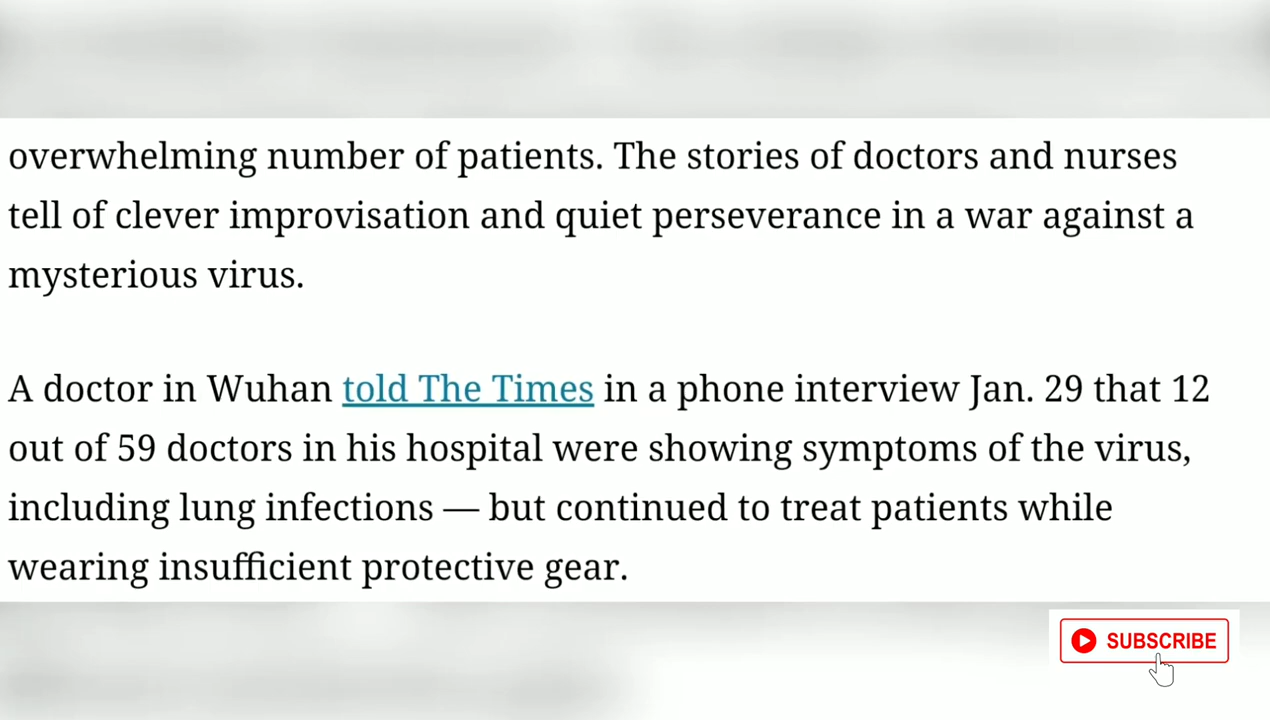 overwhelming number of patients. The stories of doctors and nurses
tell of clever improvisation and quiet perseverance in a war against a
mysterious virus.
A doctor in Wuhan told The Times in a phone interview Jan. 29 that 12
out of 59 doctors in his hospital were showing symptoms of the virus,
including lung infections — but continued to treat patients while
wearing insufficient protective gear.
SUBSCRIBE